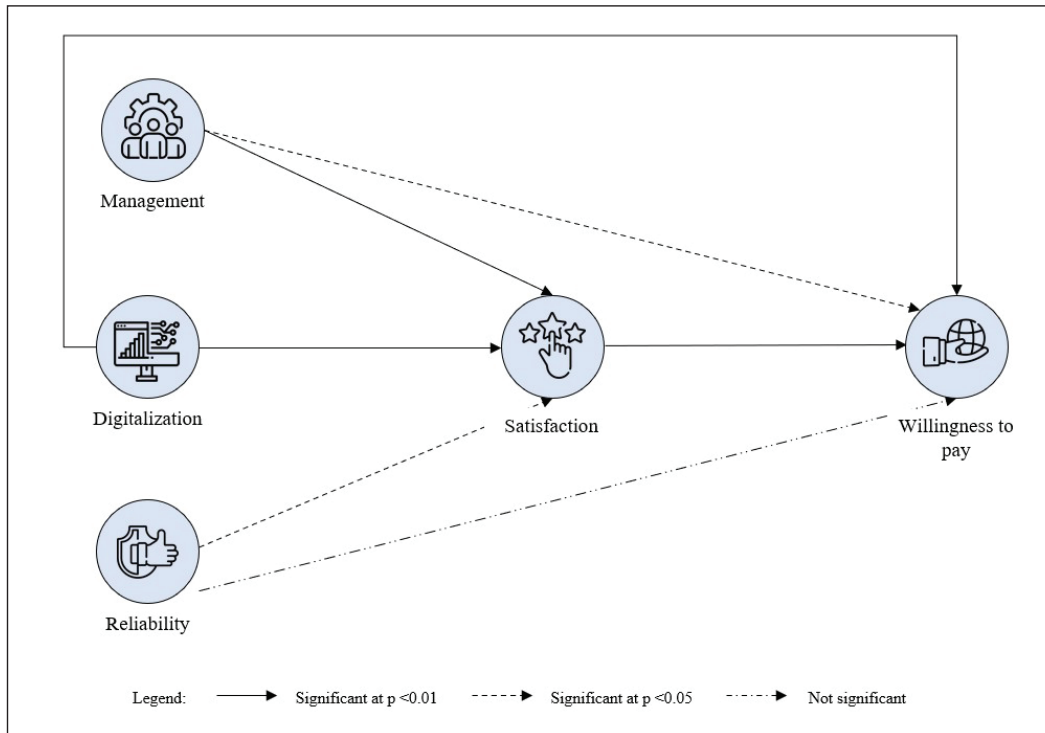 Management
Digitalization
Satisfaction
Willingness to
pay
Reliability
Legend:
Significant at p <0.01
Significant at p <0.05
Not significant